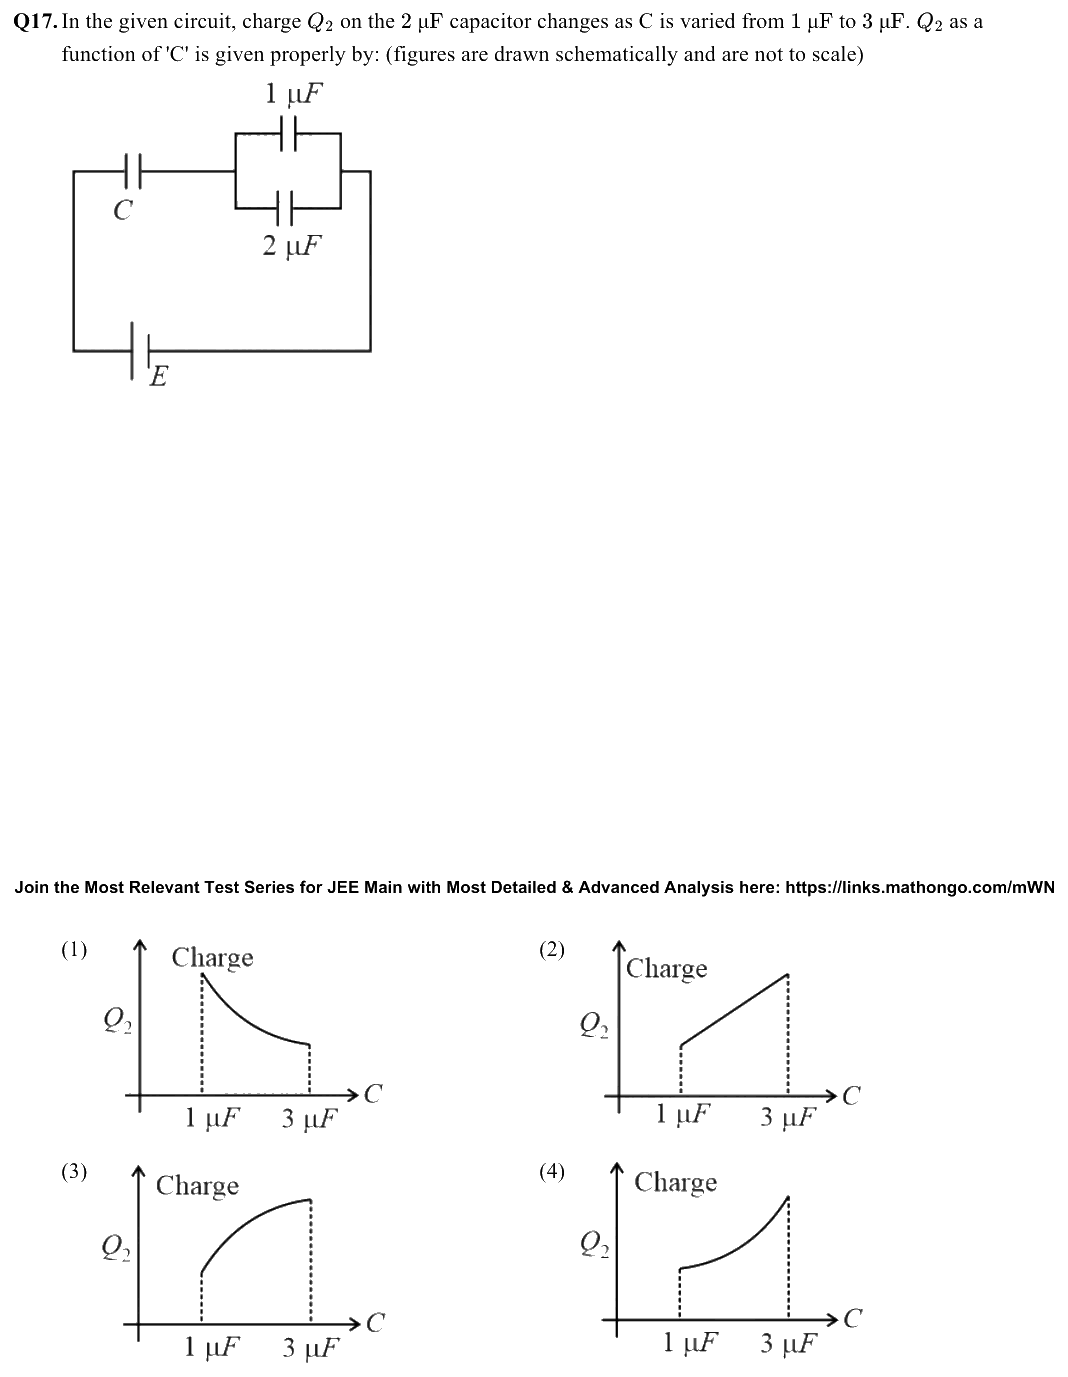 Q17. In the given circuit, charge Q₂ on the 2 μF capacitor changes as C is varied from 1 μF to 3 μF. Q₂ as a
function of 'C' is given properly by: (figures are drawn schematically and are not to scale)
1 μF
C
2 μF
E
Join the Most Relevant Test Series for JEE Main with Most Detailed & Advanced Analysis here: https://links.mathongo.com/mWN
(1)
Charge
Q₂
C
1 μF 3 μF
(2)
Charge
Q₂
C
1 μF 3 μF
(3)
Charge
Q₂
C
1 μF 3 μF
(4)
Charge
Q₂
C
1 μF 3 μF